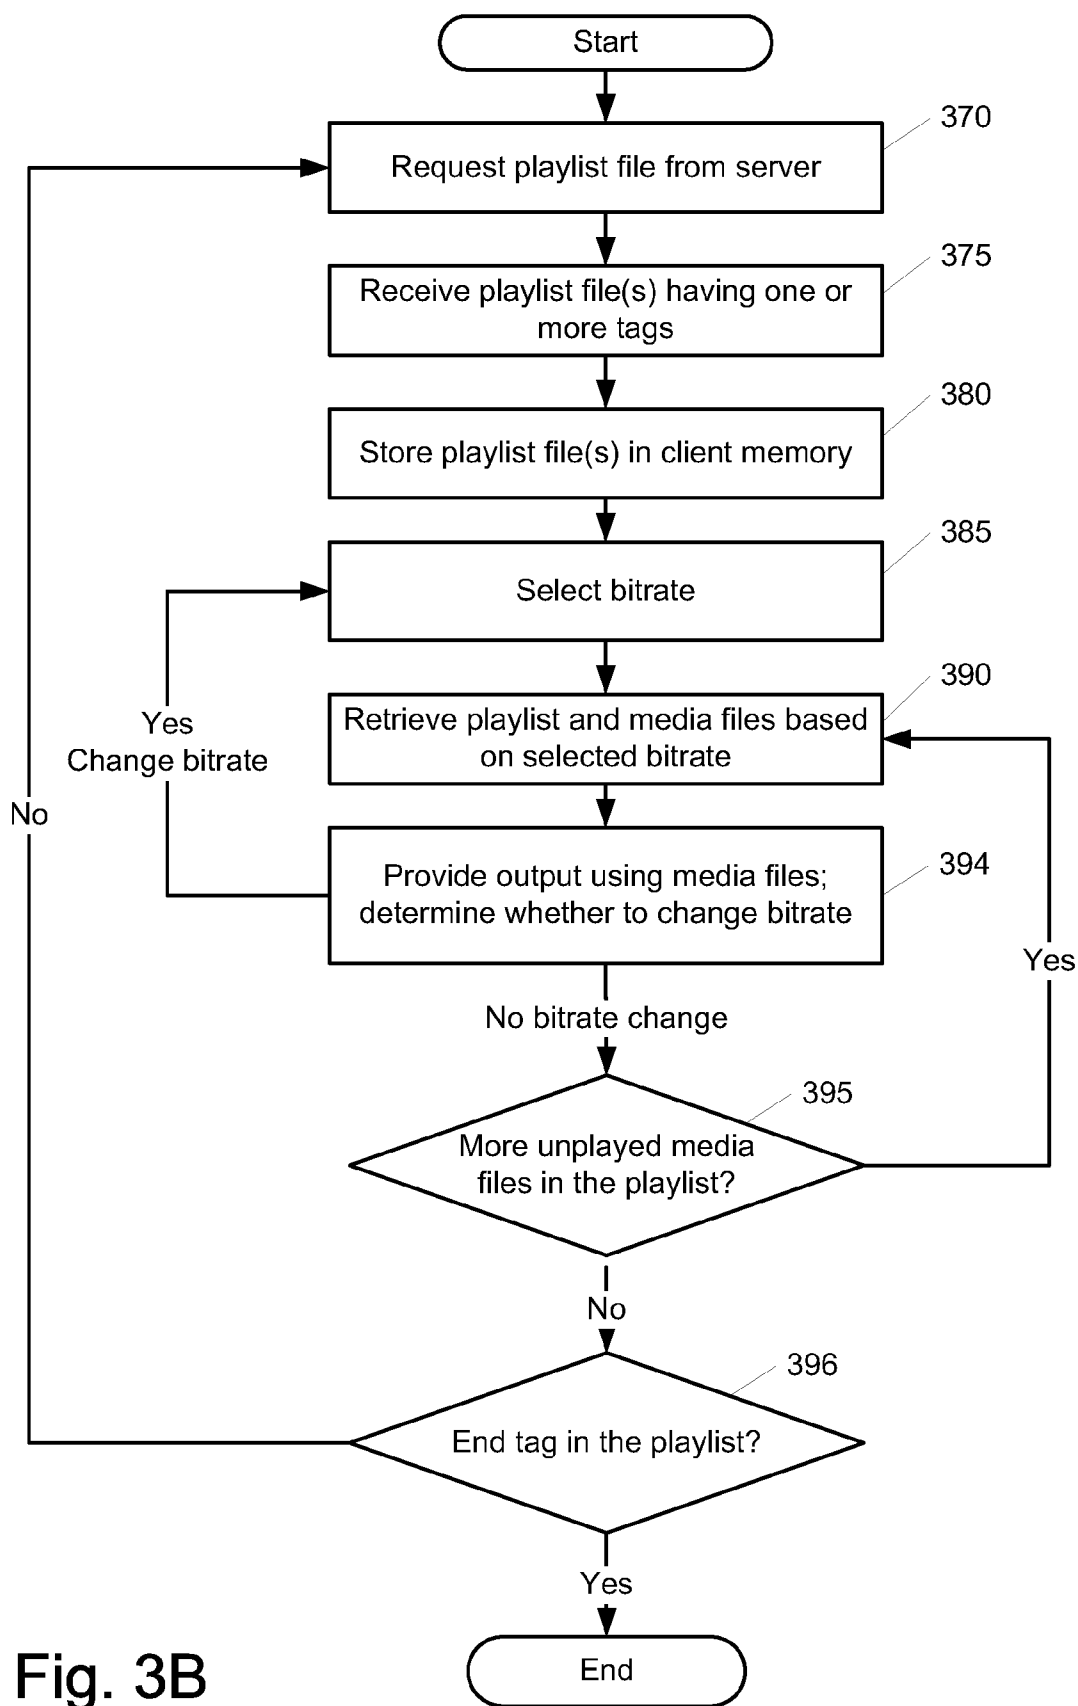 Start
370
Request playlist file from server
375
Receive playlist file(s) having one or
more tags
380
Store playlist file(s) in client memory
385
Select bitrate
390
Retrieve playlist and media files based
on selected bitrate
Yes
Change bitrate
No
394
Provide output using media files;
determine whether to change bitrate
Yes
No bitrate change
395
More unplayed media
files in the playlist?
No
396
End tag in the playlist?
Yes
End
Fig. 3B